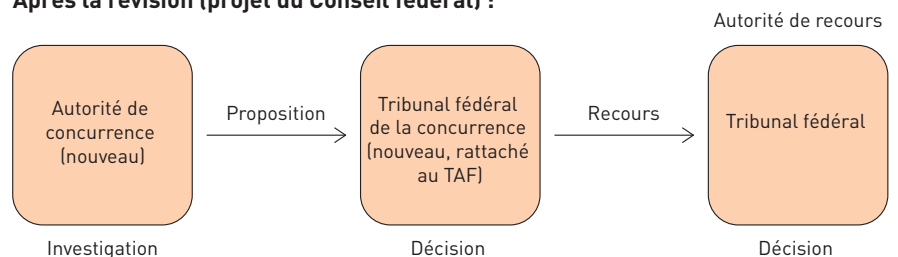 Après la révision (projet du Conseil fédéral) :
Autorité de recours
Autorité de
concurrence
(nouveau)
Proposition
Tribunal fédéral
de la concurrence
(nouveau, rattaché
au TAF)
Recours
Tribunal fédéral
Investigation
Décision
Décision